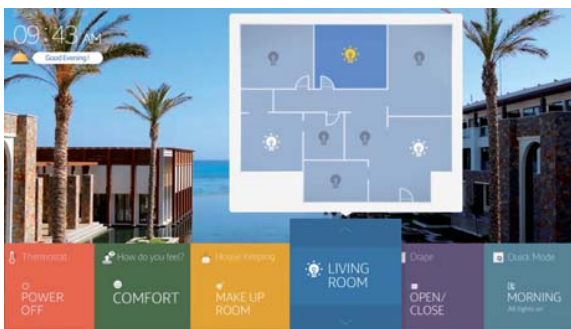 09:43 AM
Good Evening!
Thermostat
POWER
OFF
How do you feel?
COMFORT
House-Keeping
MAKE UP
ROOM
LIVING
ROOM
Drape
OPEN/
CLOSE
Quick Mode
MORNING
All lights on